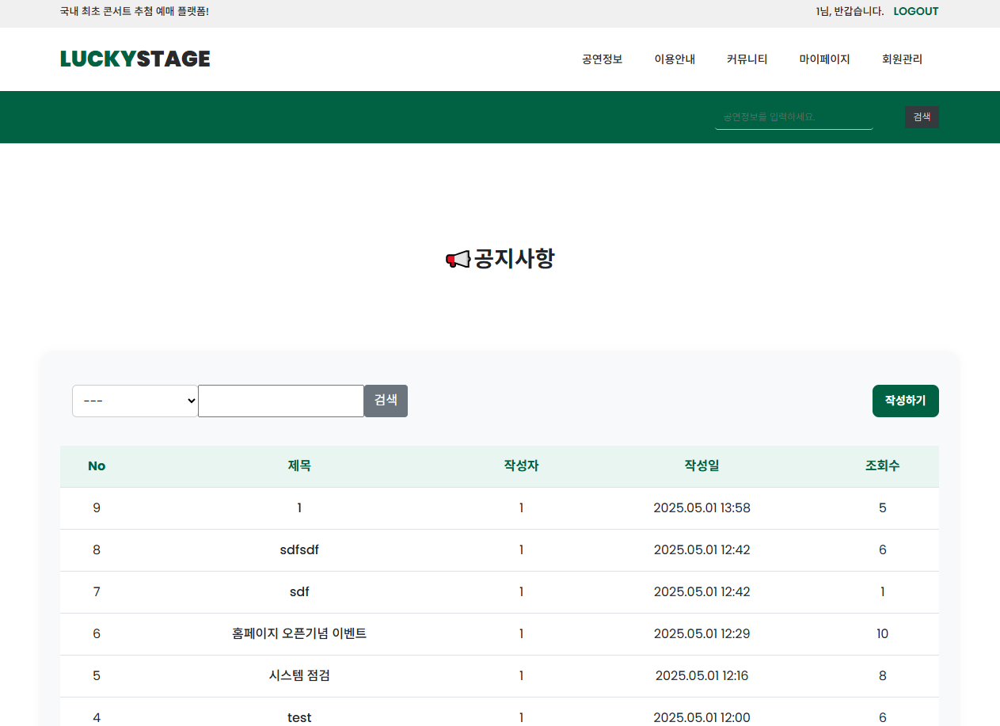 국내 최초 콘서트 추첨 예매 플랫폼! 1님, 반갑습니다. LOGOUT
LUCKYSTAGE 공연정보 이용안내 커뮤니티 마이페이지 회원관리
공연정보를 입력하세요. 검색
공지사항
--- 검색 작성하기
No 제목 작성자 작성일 조회수
9 1 1 2025.05.01 13:58 5
8 sdfsdf 1 2025.05.01 12:42 6
7 sdf 1 2025.05.01 12:42 1
6 홈페이지 오픈기념 이벤트 1 2025.05.01 12:29 10
5 시스템 점검 1 2025.05.01 12:16 8
4 test 1 2025.05.01 12:00 6